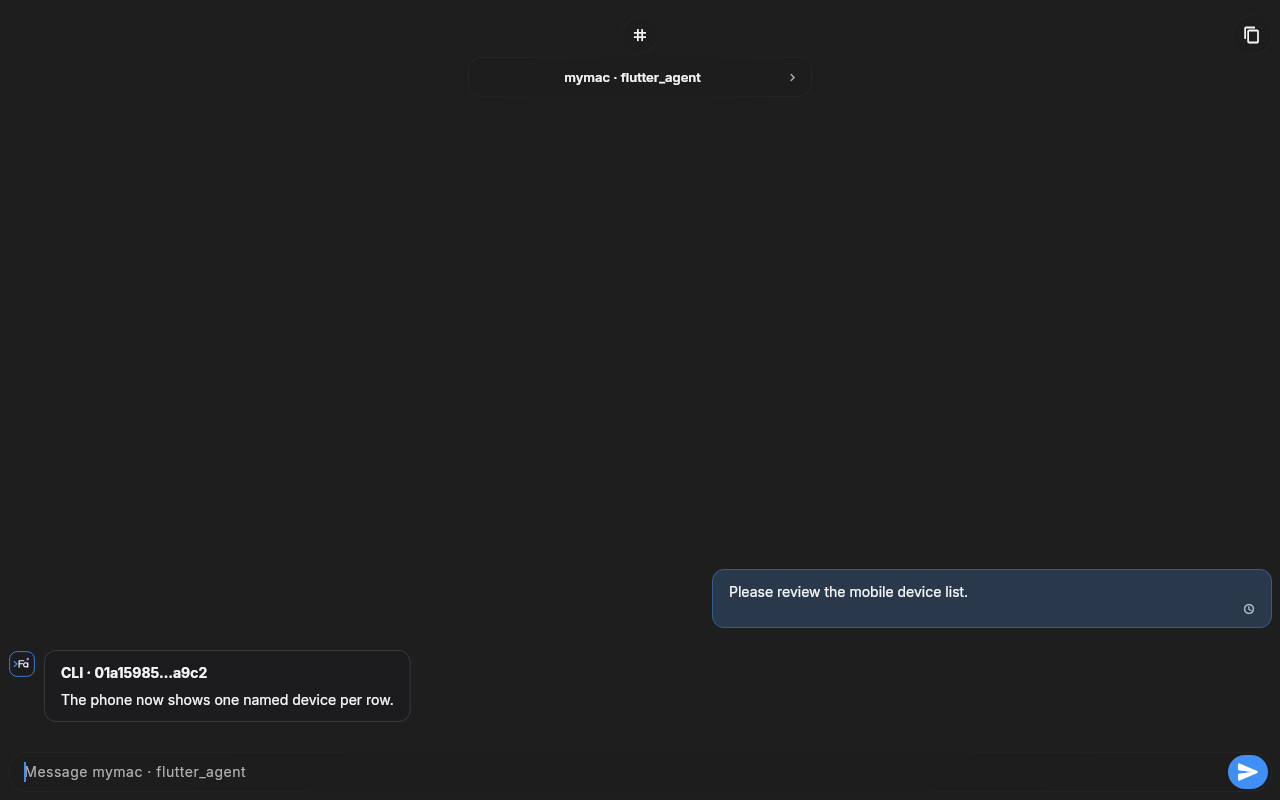 #
mymac · flutter_agent
Please review the mobile device list.
>Fa
CLI · 01a15985...a9c2
The phone now shows one named device per row.
Message mymac · flutter_agent